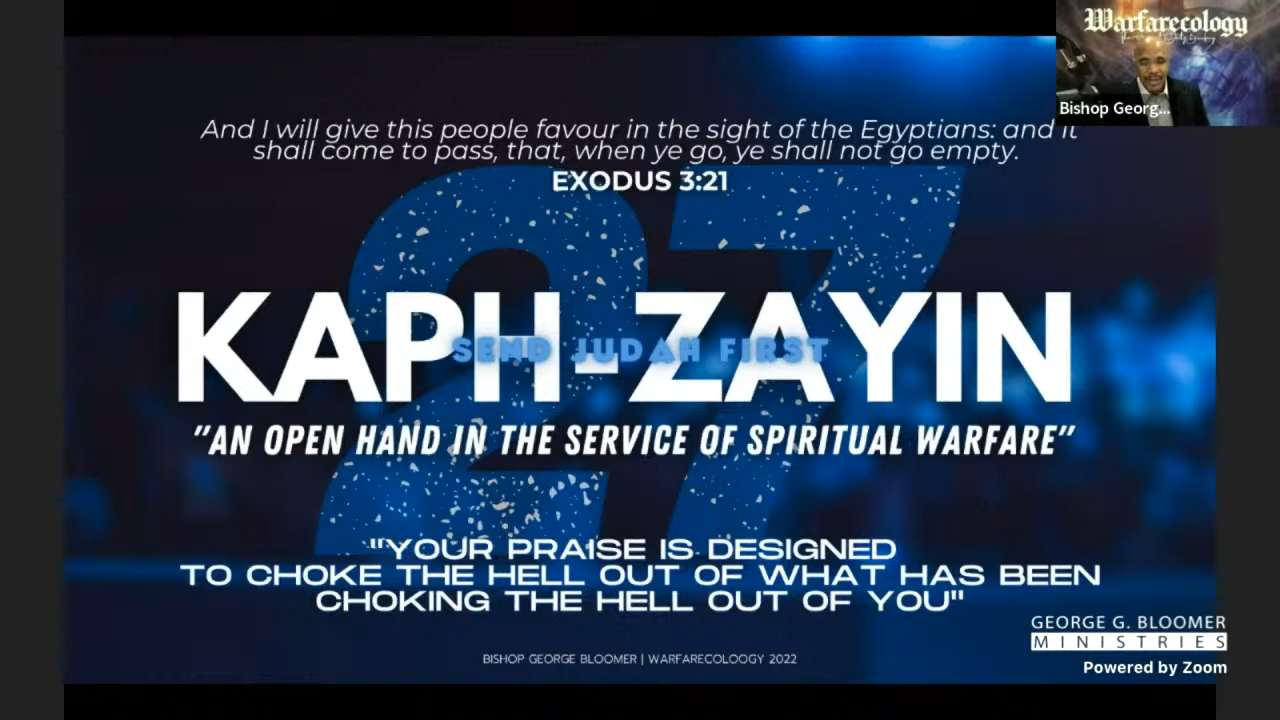 Warfarecology
Bishop Georg...
And I will give this people favour in the sight of the Egyptians: and it
shall come to pass, that, when ye go, ye shall not go empty.
EXODUS 3:21
27
KAPH-ZAYIN
SEND JUDAH FIRST
"AN OPEN HAND IN THE SERVICE OF SPIRITUAL WARFARE"
"YOUR PRAISE IS DESIGNED
TO CHOKE THE HELL OUT OF WHAT HAS BEEN
CHOKING THE HELL OUT OF YOU"
GEORGE G. BLOOMER
MINISTRIES
BISHOP GEORGE BLOOMER | WARFARECOLOOGY 2022
Powered by Zoom